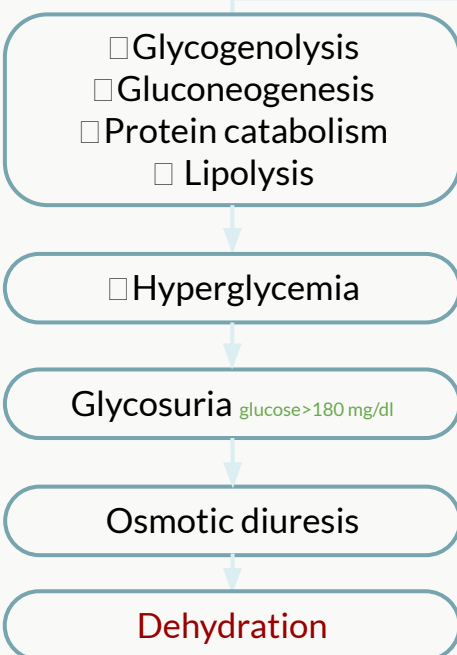 Glycogenolysis
Gluconeogenesis
Protein catabolism
Lipolysis
Hyperglycemia
Glycosuria glucose>180 mg/dl
Osmotic diuresis
Dehydration